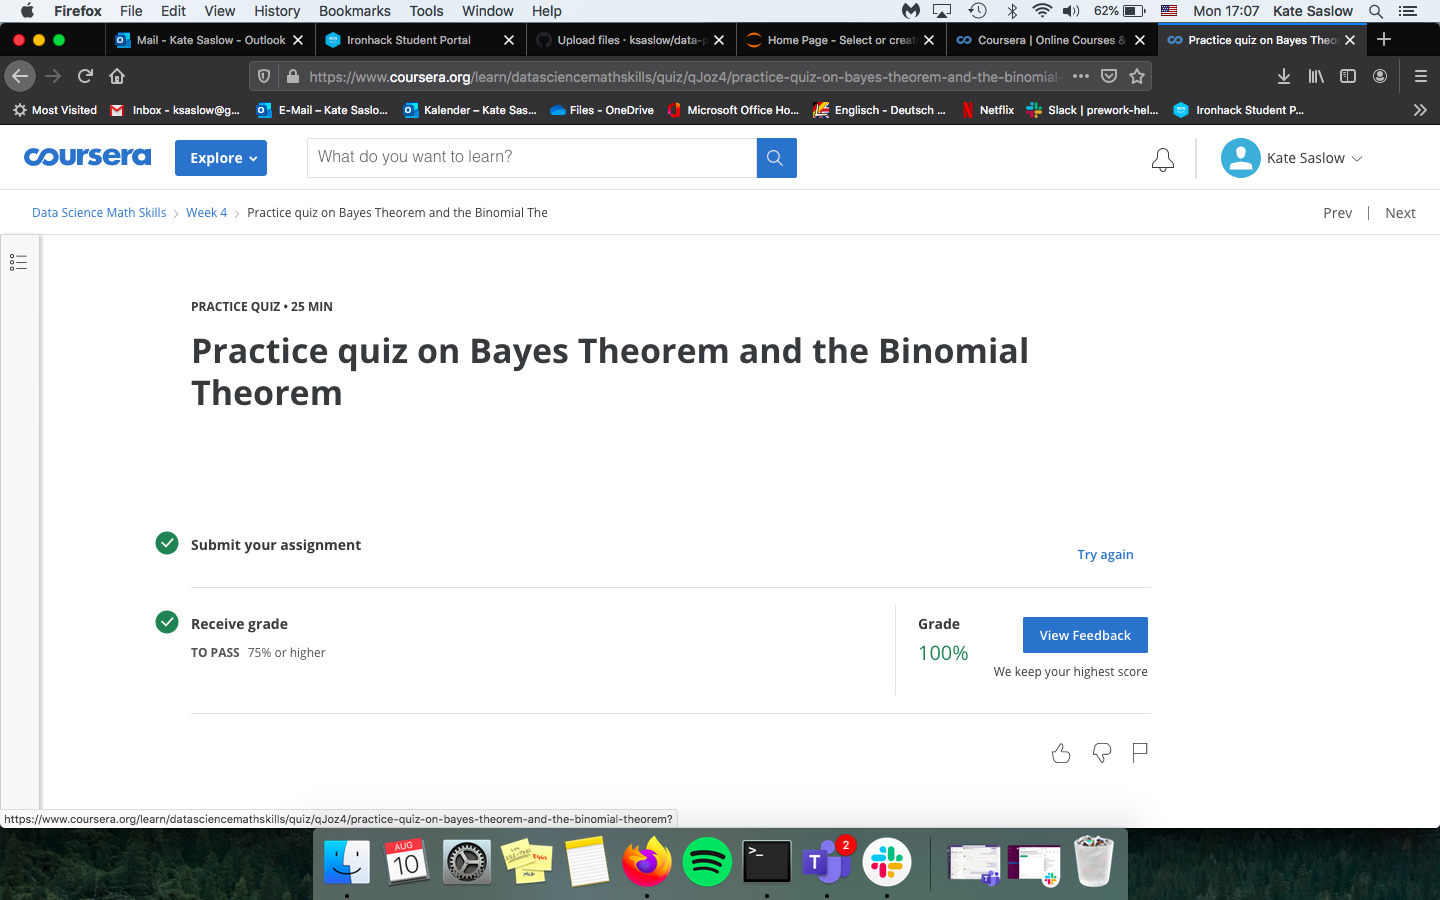 Firefox File Edit View History Bookmarks Tools Window Help 62% Mon 17:07 Kate Saslow
Mail - Kate Saslow - Outlook Ironhack Student Portal Upload files · ksaslow/data-p Home Page - Select or creat Coursera | Online Courses & Practice quiz on Bayes Theor
https://www.coursera.org/learn/datasciencemathskills/quiz/qJoz4/practice-quiz-on-bayes-theorem-and-the-binomial-
Most Visited Inbox - ksaslow@g... E-Mail – Kate Saslo... Kalender – Kate Sas... Files - OneDrive Microsoft Office Ho... Englisch - Deutsch ... Netflix Slack | prework-hel... Ironhack Student P...
coursera Explore What do you want to learn? Kate Saslow
Data Science Math Skills > Week 4 > Practice quiz on Bayes Theorem and the Binomial The Prev | Next
PRACTICE QUIZ • 25 MIN
Practice quiz on Bayes Theorem and the Binomial
Theorem
Submit your assignment
Try again
Receive grade
TO PASS 75% or higher
Grade
100%
View Feedback
We keep your highest score
https://www.coursera.org/learn/datasciencemathskills/quiz/qJoz4/practice-quiz-on-bayes-theorem-and-the-binomial-theorem?
AUG
10
>_
T
2